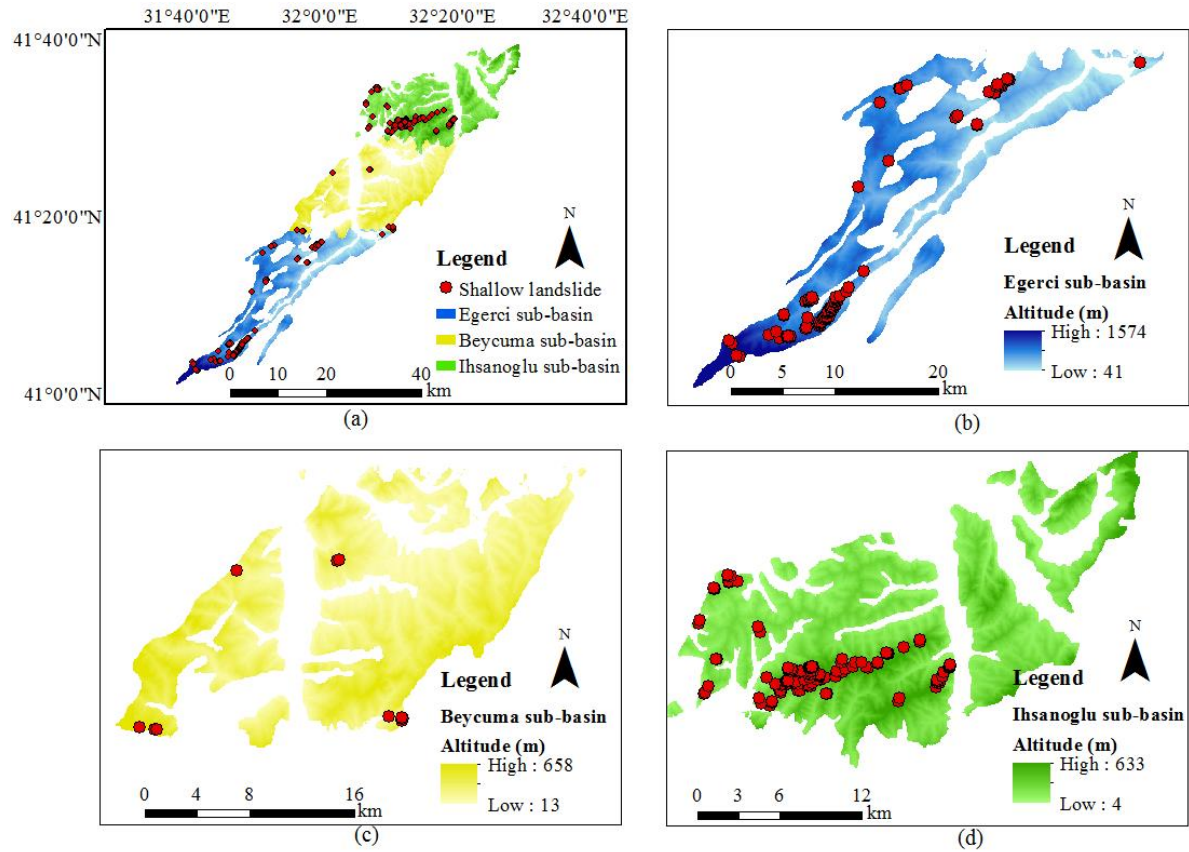 31°40'0"E 32°0'0"E 32°20'0"E 32°40'0"E
41°40'0"N
41°20'0"N
41°0'0"N
N
Legend
Shallow landslide
Egerci sub-basin
Beycuma sub-basin
Ihsanoglu sub-basin
0 10 20 40
km
(a)
N
Legend
Egerci sub-basin
Altitude (m)
High : 1574
Low : 41
0 5 10 20
km
(b)
N
Legend
Beycuma sub-basin
Altitude (m)
High : 658
Low : 13
0 4 8 16
km
(c)
N
Legend
Ihsanoglu sub-basin
Altitude (m)
High : 633
Low : 4
0 3 6 12
km
(d)